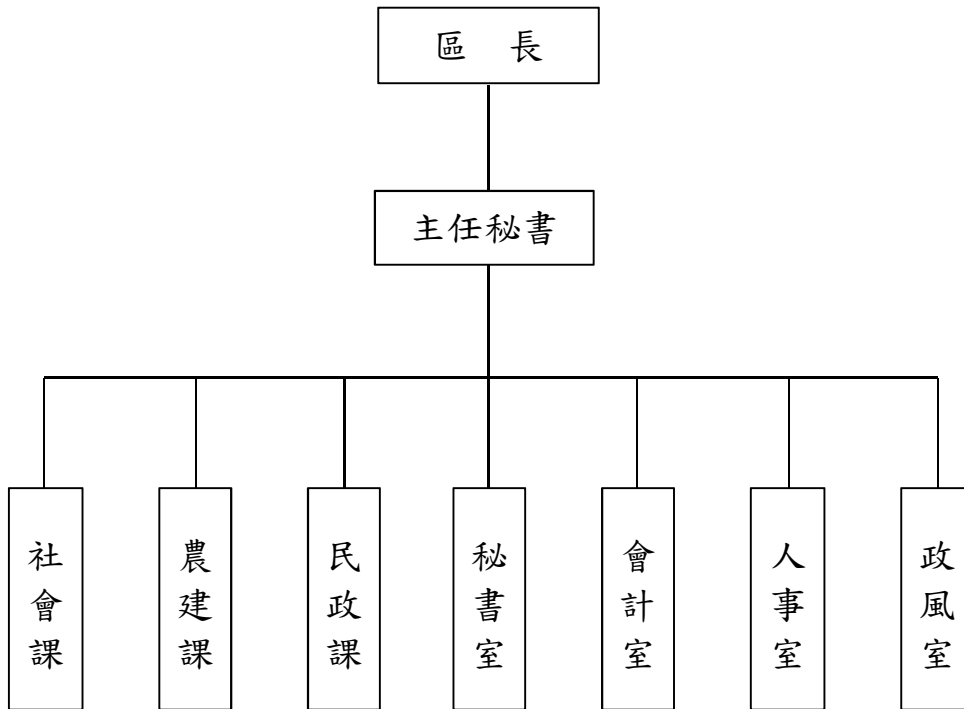 區 長
主任秘書
社會課
農建課
民政課
秘書室
會計室
人事室
政風室